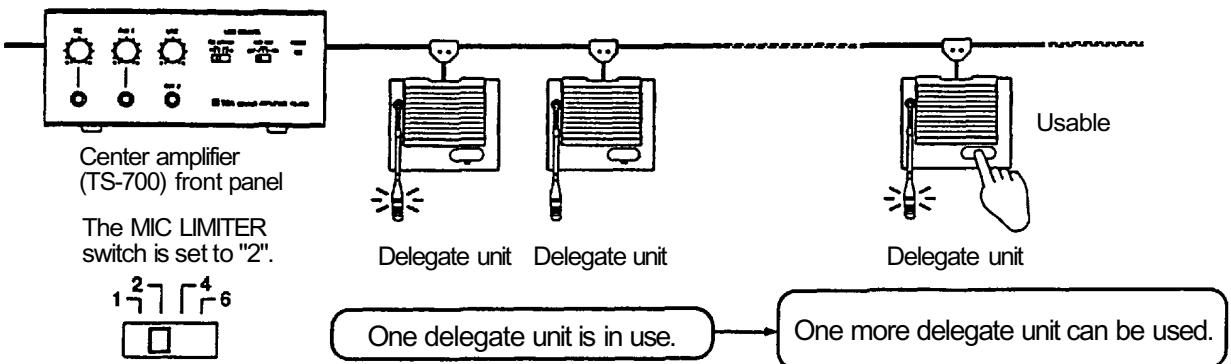 Usable
Center amplifier
(TS-700) front panel
The MIC LIMITER
switch is set to "2".
1 2 4 6
Delegate unit
Delegate unit
Delegate unit
One delegate unit is in use.
One more delegate unit can be used.